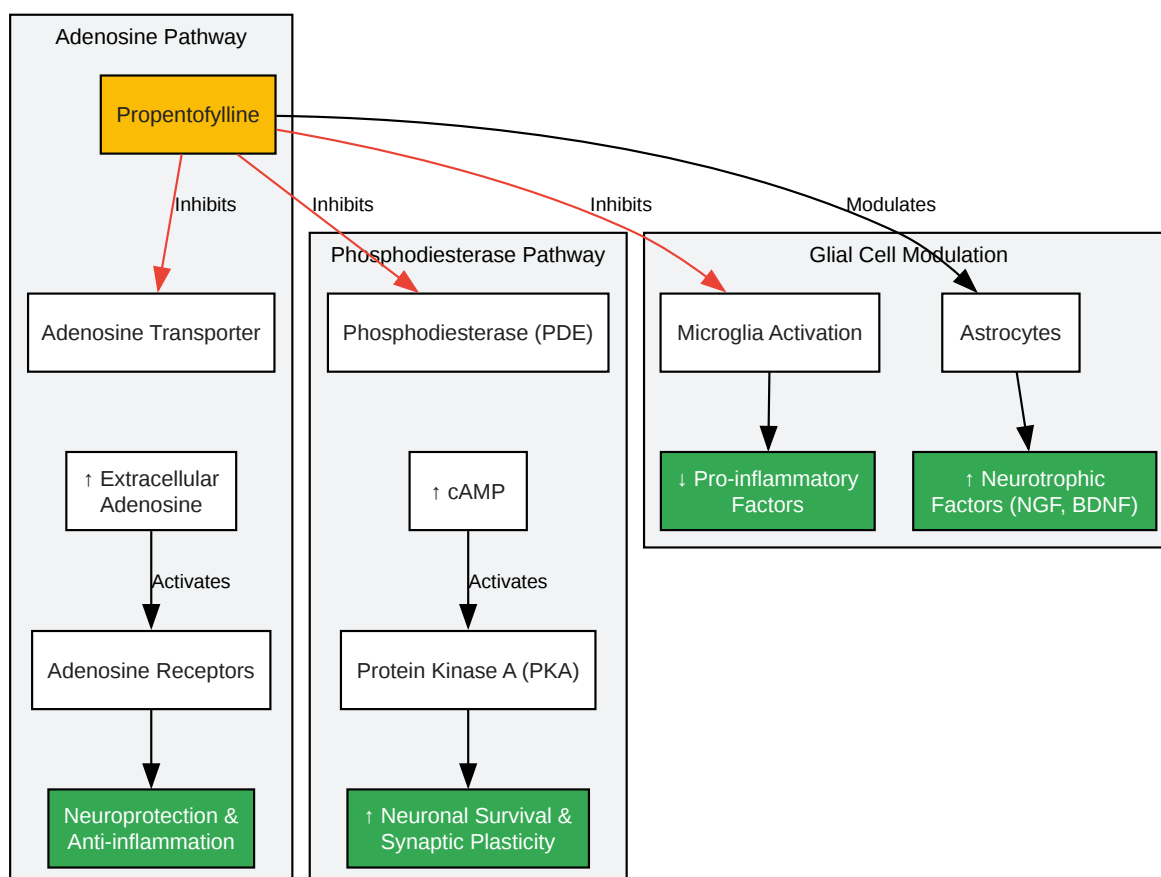 Adenosine Pathway
Propentofylline
Inhibits
Inhibits
Inhibits
Modulates
Phosphodiesterase Pathway
Glial Cell Modulation
Adenosine Transporter
Phosphodiesterase (PDE)
Microglia Activation
Astrocytes
↑ Extracellular
Adenosine
↑ cAMP
↓ Pro-inflammatory
Factors
↑ Neurotrophic
Factors (NGF, BDNF)
Activates
Activates
Adenosine Receptors
Protein Kinase A (PKA)
Neuroprotection &
Anti-inflammation
↑ Neuronal Survival &
Synaptic Plasticity